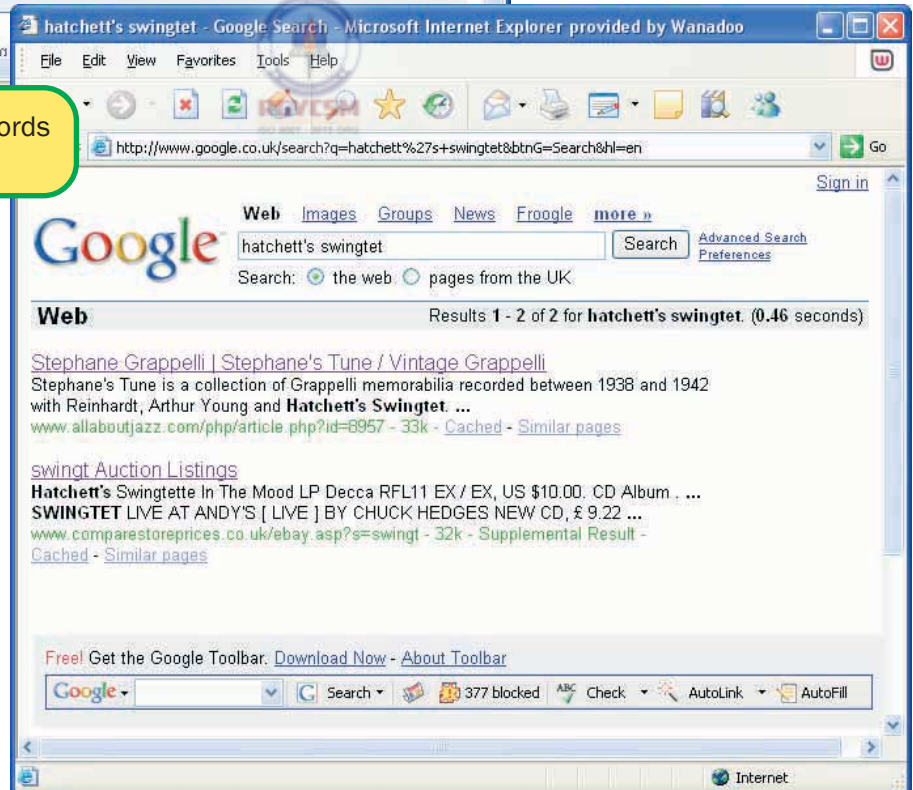 hatchett's swingtet - Google Search - Microsoft Internet Explorer provided by Wanadoo
File Edit View Favorites Tools Help
ords
http://www.google.co.uk/search?q=hatchett%27s+swingtet&btnG=Search&hl=en
Go
Sign in
Web Images Groups News Froogle more »
Google
hatchett's swingtet
Search
Advanced Search
Preferences
Search: the web pages from the UK
Web
Results 1 - 2 of 2 for hatchett's swingtet. (0.46 seconds)
Stephane Grappelli | Stephane's Tune / Vintage Grappelli
Stephane's Tune is a collection of Grappelli memorabilia recorded between 1938 and 1942
with Reinhardt, Arthur Young and Hatchett's Swingtet. ...
www.allaboutjazz.com/php/article.php?id=8957 - 33k - Cached - Similar pages
swingt Auction Listings
Hatchett's Swingtette In The Mood LP Decca RFL11 EX / EX, US $10.00. CD Album . ...
SWINGTET LIVE AT ANDY'S [ LIVE ] BY CHUCK HEDGES NEW CD, £ 9.22 ...
www.comparestoreprices.co.uk/ebay.asp?s=swingt - 32k - Supplemental Result -
Cached - Similar pages
Free! Get the Google Toolbar. Download Now - About Toolbar
Google Search 377 blocked ABC Check AutoLink AutoFill
Internet